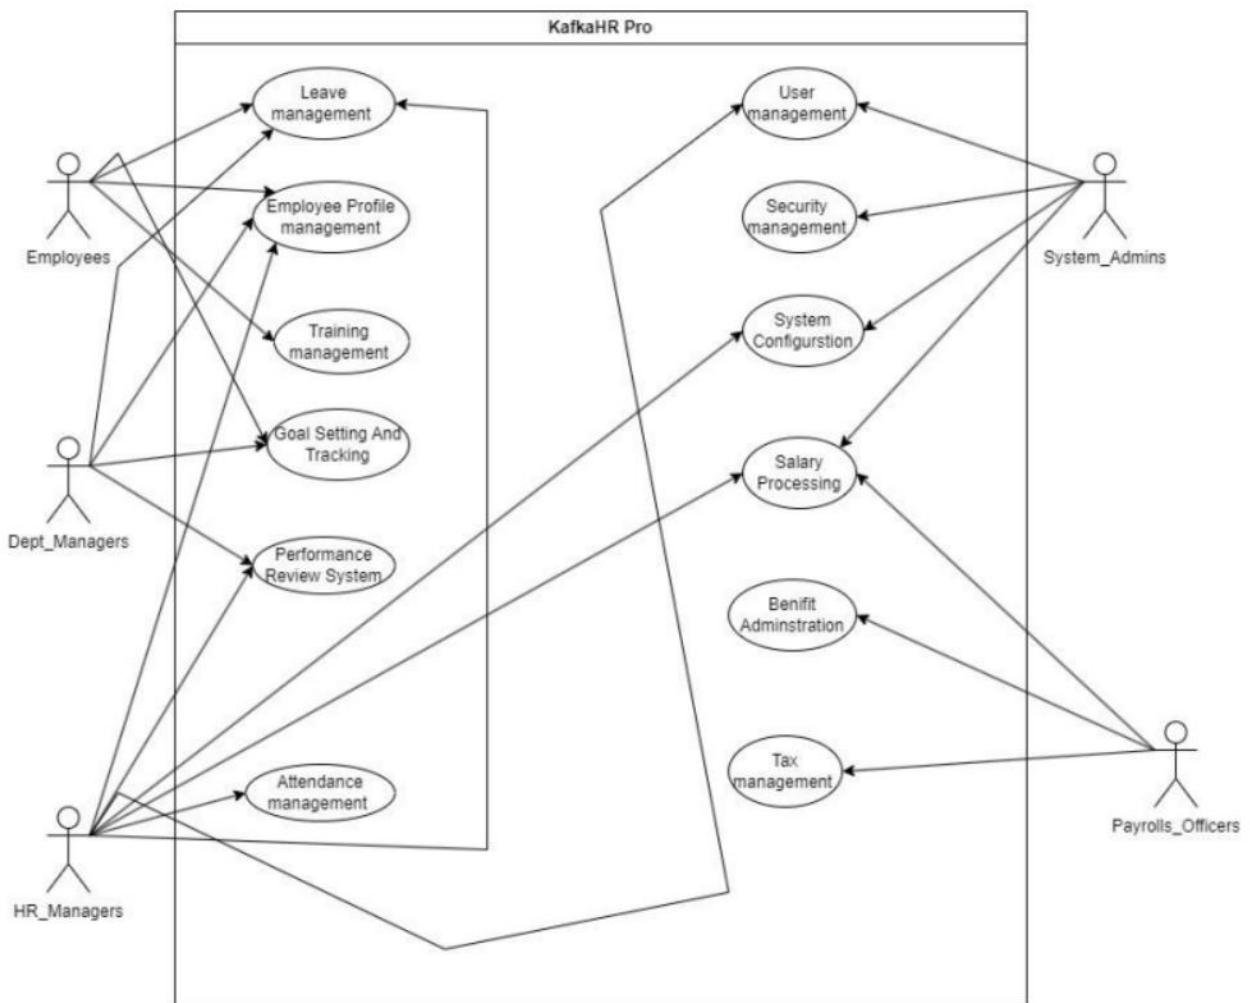 KafkaHR Pro
Leave
management
User
management
Employee Profile
management
Security
management
Employees
System_Admins
Training
management
System
Configurstion
Goal Setting And
Tracking
Salary
Processing
Dept_Managers
Performance
Review System
Benifit
Adminstration
Attendance
management
Tax
management
Payrolls_Officers
HR_Managers